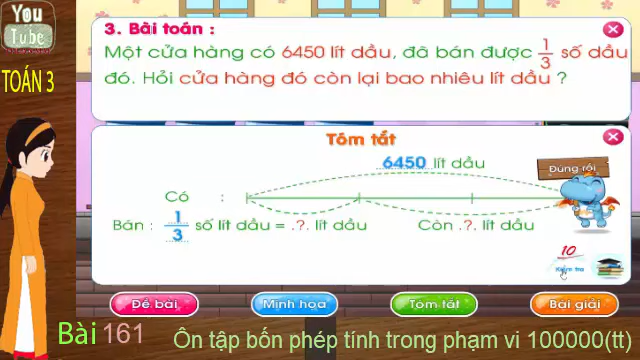 You
Tube
TOÁN 3
3. Bài toán :
Một cửa hàng có 6450 lít dầu, đã bán được 1/3 số dầu
đó. Hỏi cửa hàng đó còn lại bao nhiêu lít dầu ?
Tóm tắt
6450 lít dầu
Đúng rồi
Có :
Bán : 1/3 số lít dầu = .?. lít dầu
Còn .?. lít dầu
10
Kiểm tra
Đề bài
Minh họa
Tóm tắt
Bài giải
Bài 161
Ôn tập bốn phép tính trong phạm vi 100000(tt)